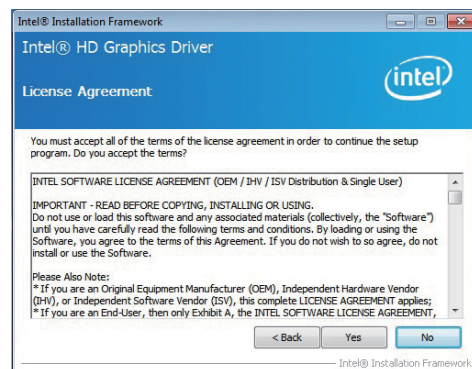 Intel® Installation Framework
Intel® HD Graphics Driver
License Agreement
intel
You must accept all of the terms of the license agreement in order to continue the setup
program. Do you accept the terms?
INTEL SOFTWARE LICENSE AGREEMENT (OEM / IHV / ISV Distribution & Single User)
IMPORTANT - READ BEFORE COPYING, INSTALLING OR USING.
Do not use or load this software and any associated materials (collectively, the "Software")
until you have carefully read the following terms and conditions. By loading or using the
Software, you agree to the terms of this Agreement. If you do not wish to so agree, do not
install or use the Software.
Please Also Note:
* If you are an Original Equipment Manufacturer (OEM), Independent Hardware Vendor
(IHV), or Independent Software Vendor (ISV), this complete LICENSE AGREEMENT applies;
* If you are an End-User, then only Exhibit A, the INTEL SOFTWARE LICENSE AGREEMENT,
< Back Yes No
Intel® Installation Framework